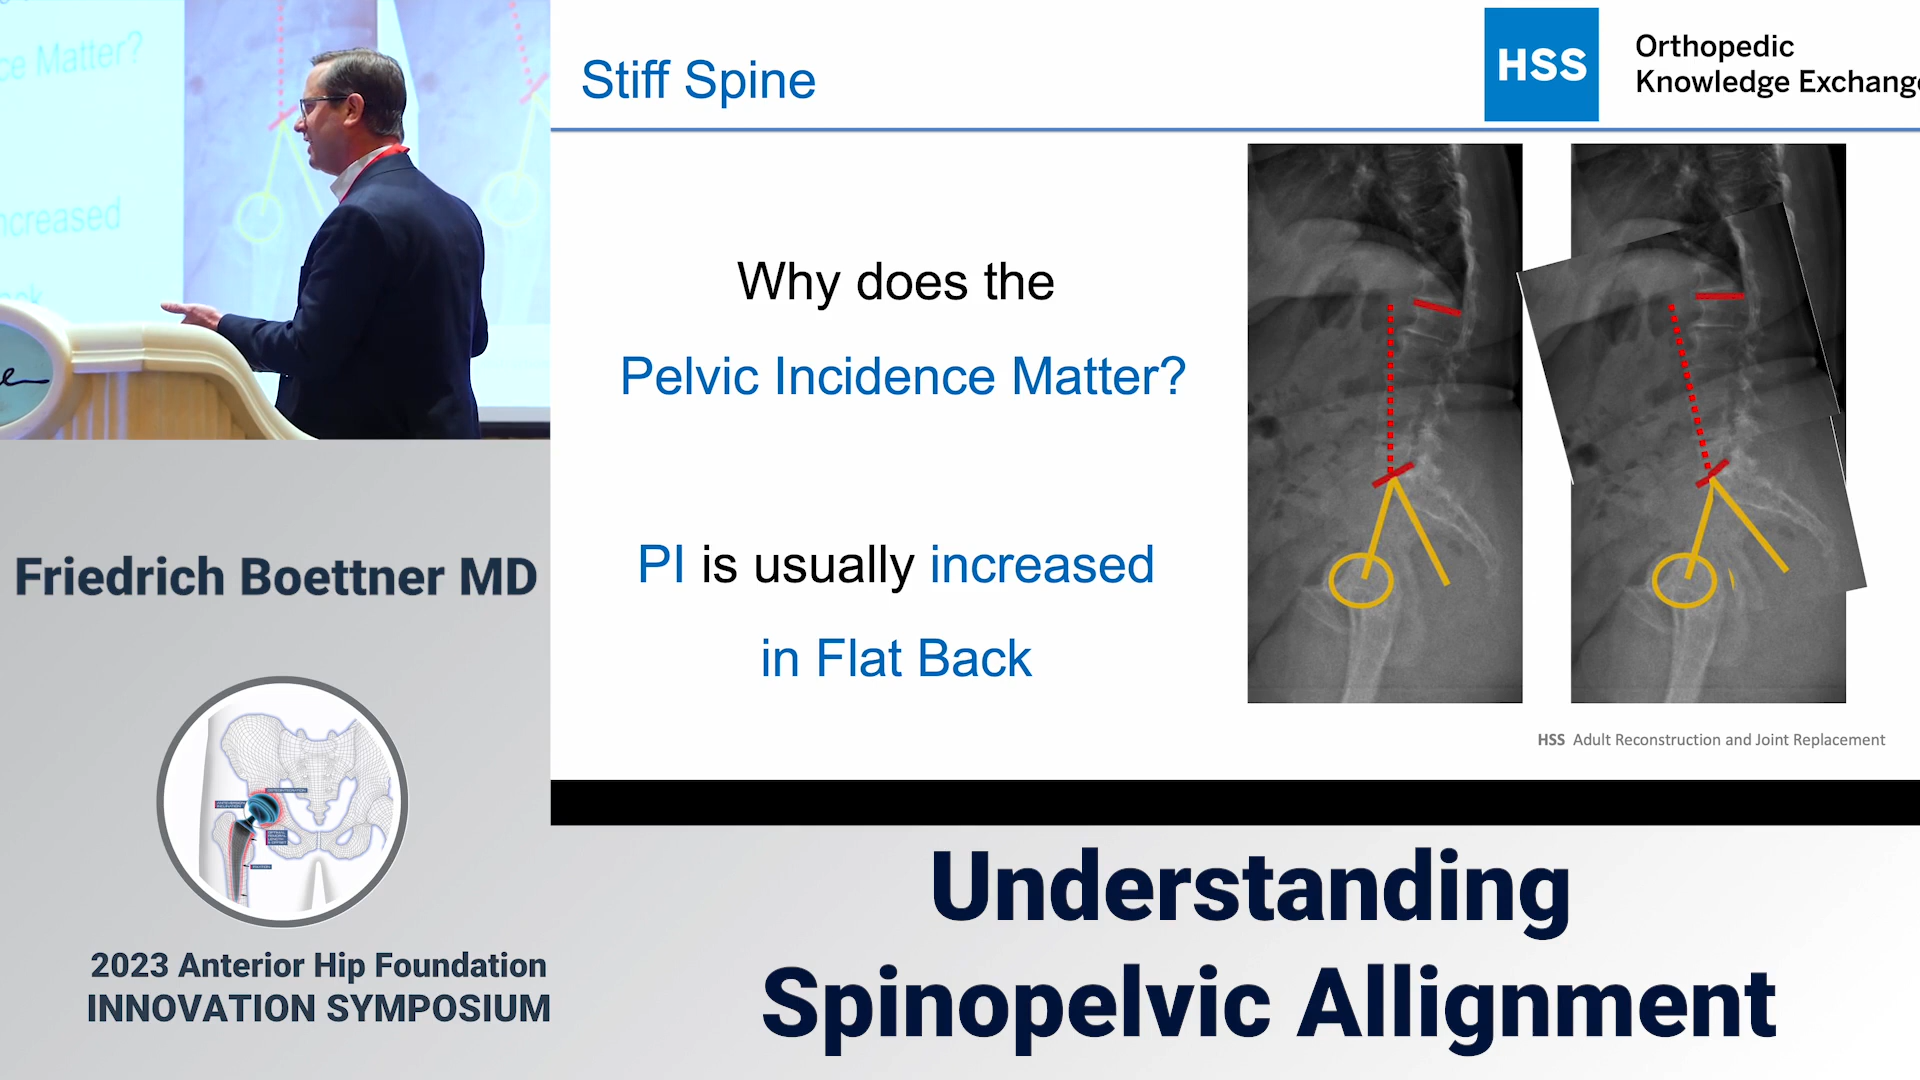 ce Matter?
ncreased
ck
Stiff Spine
HSS
Orthopedic
Knowledge Exchange
Why does the
Pelvic Incidence Matter?
PI is usually increased
in Flat Back
HSS Adult Reconstruction and Joint Replacement
Friedrich Boettner MD
2023 Anterior Hip Foundation
INNOVATION SYMPOSIUM
Understanding
Spinopelvic Allignment